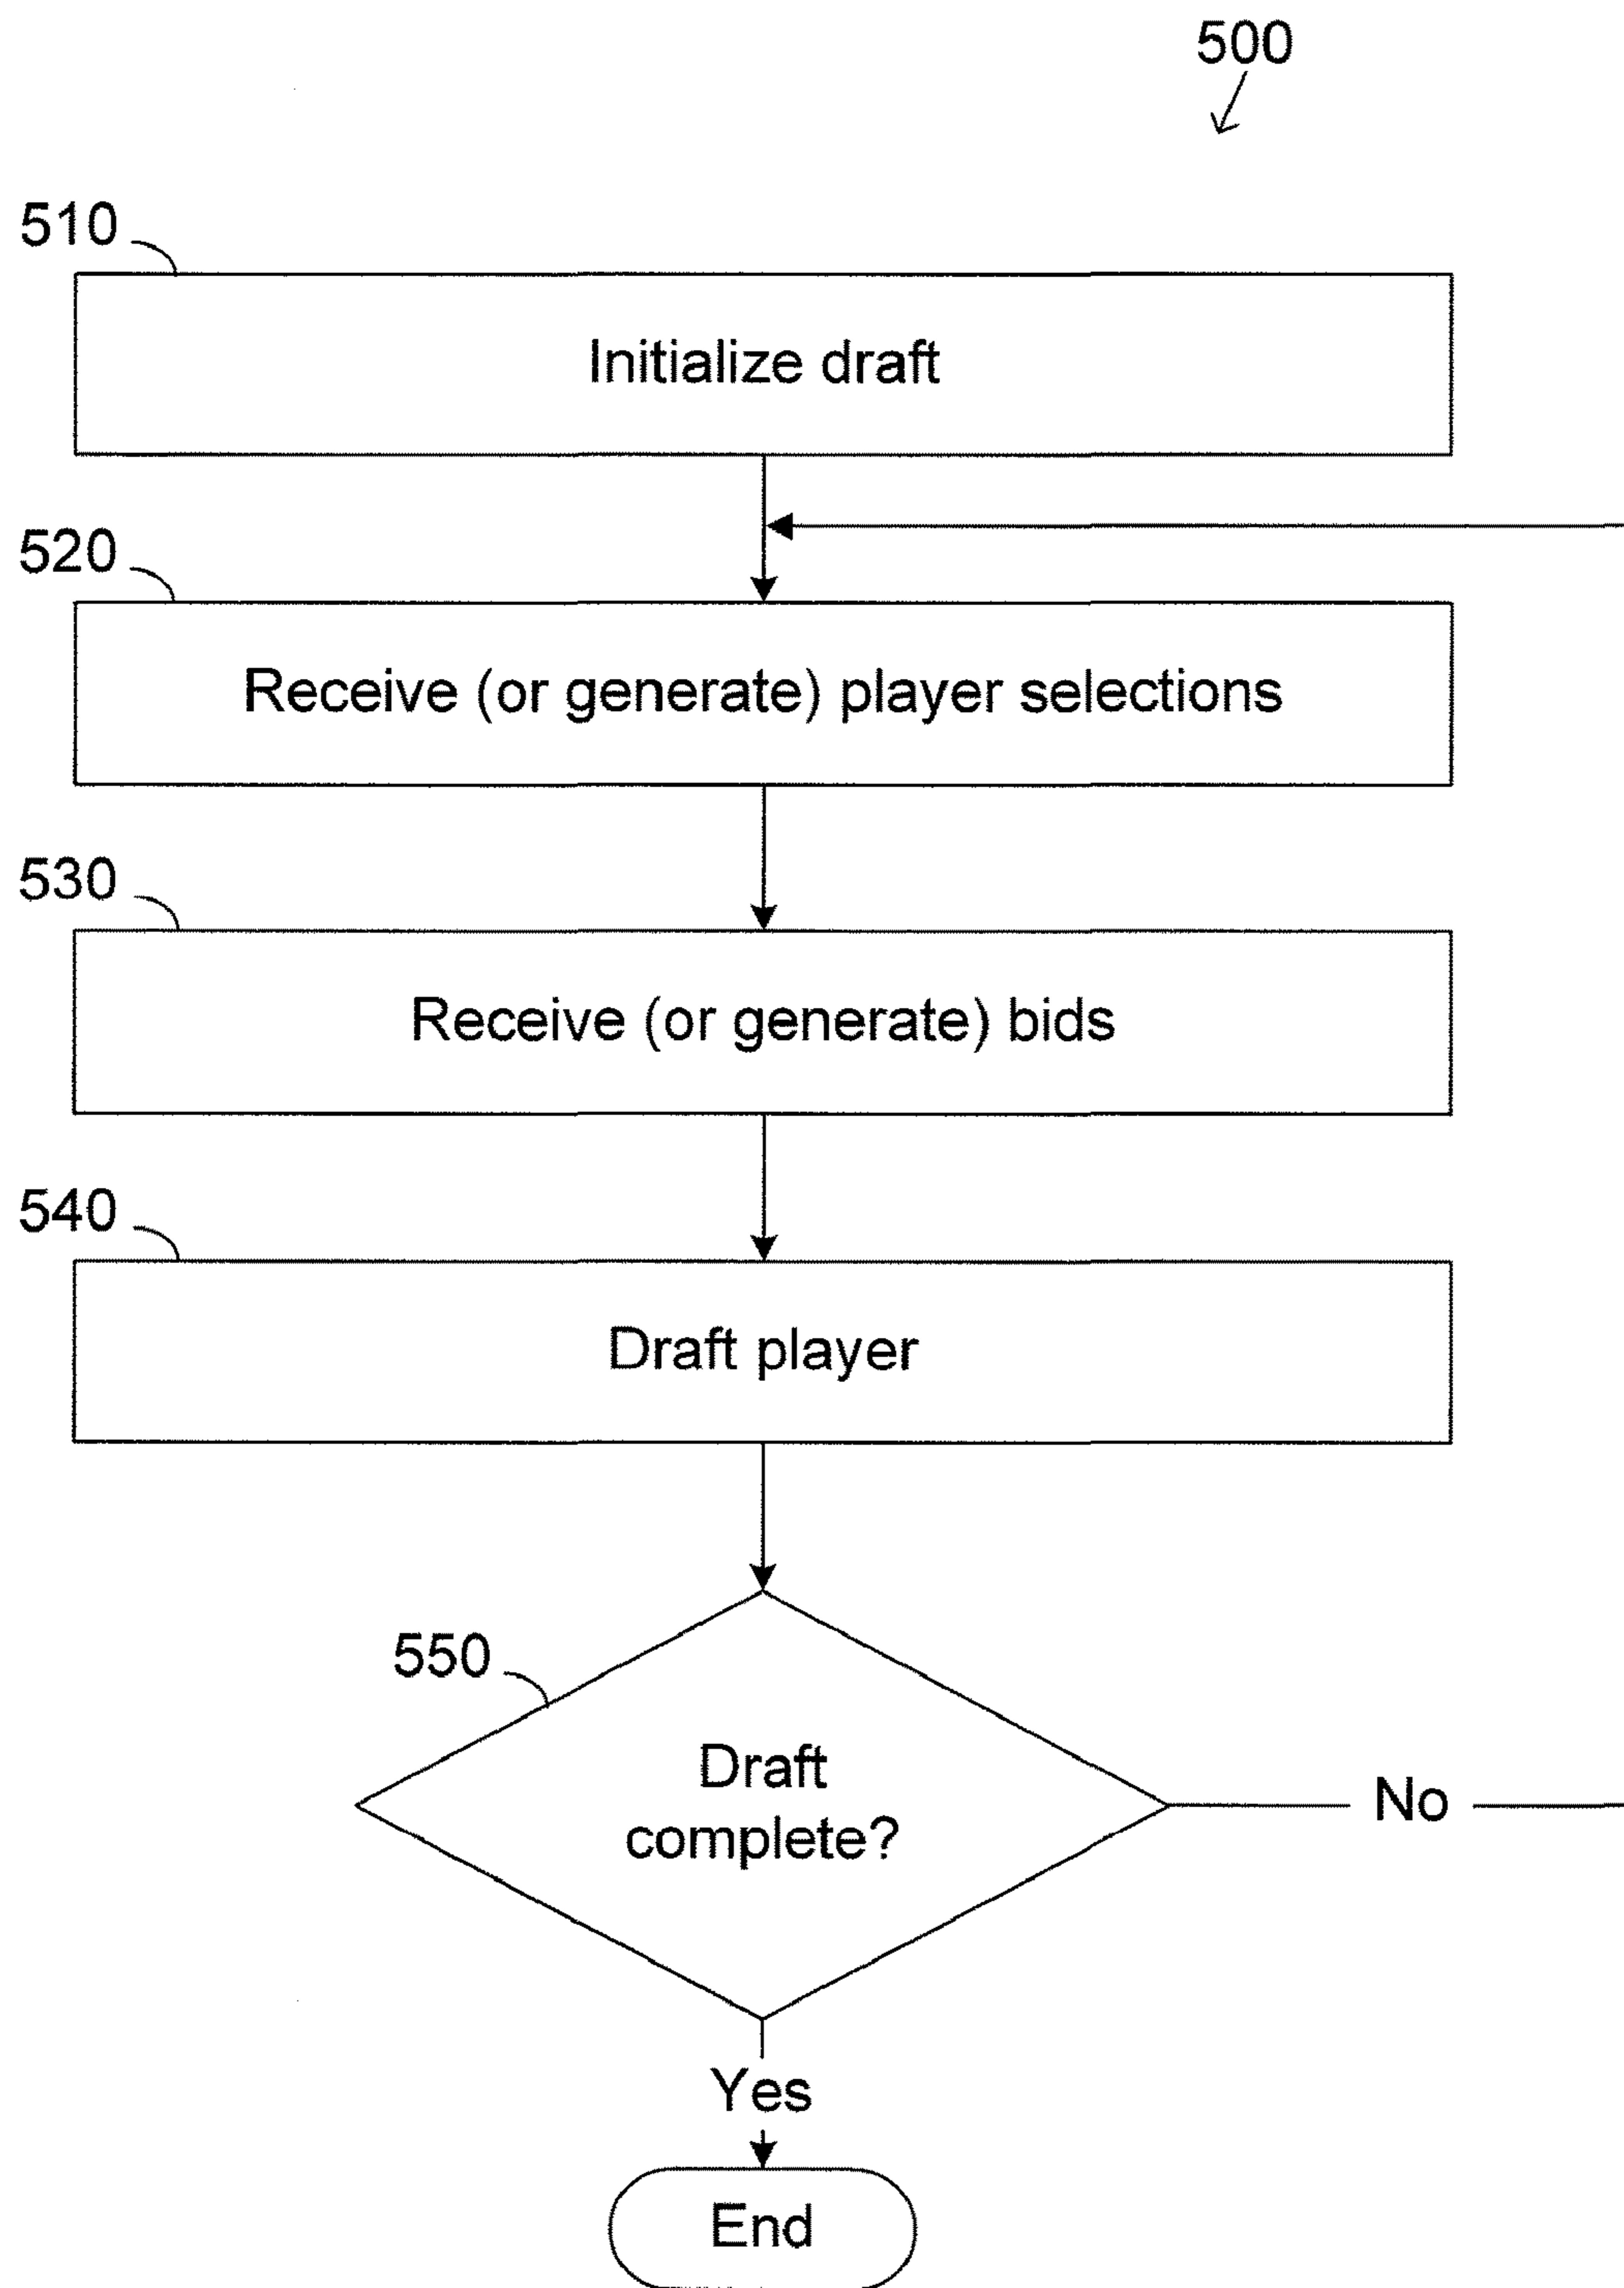 500
510
Initialize draft
520
Receive (or generate) player selections
530
Receive (or generate) bids
540
Draft player
550
Draft
complete?
No
Yes
End